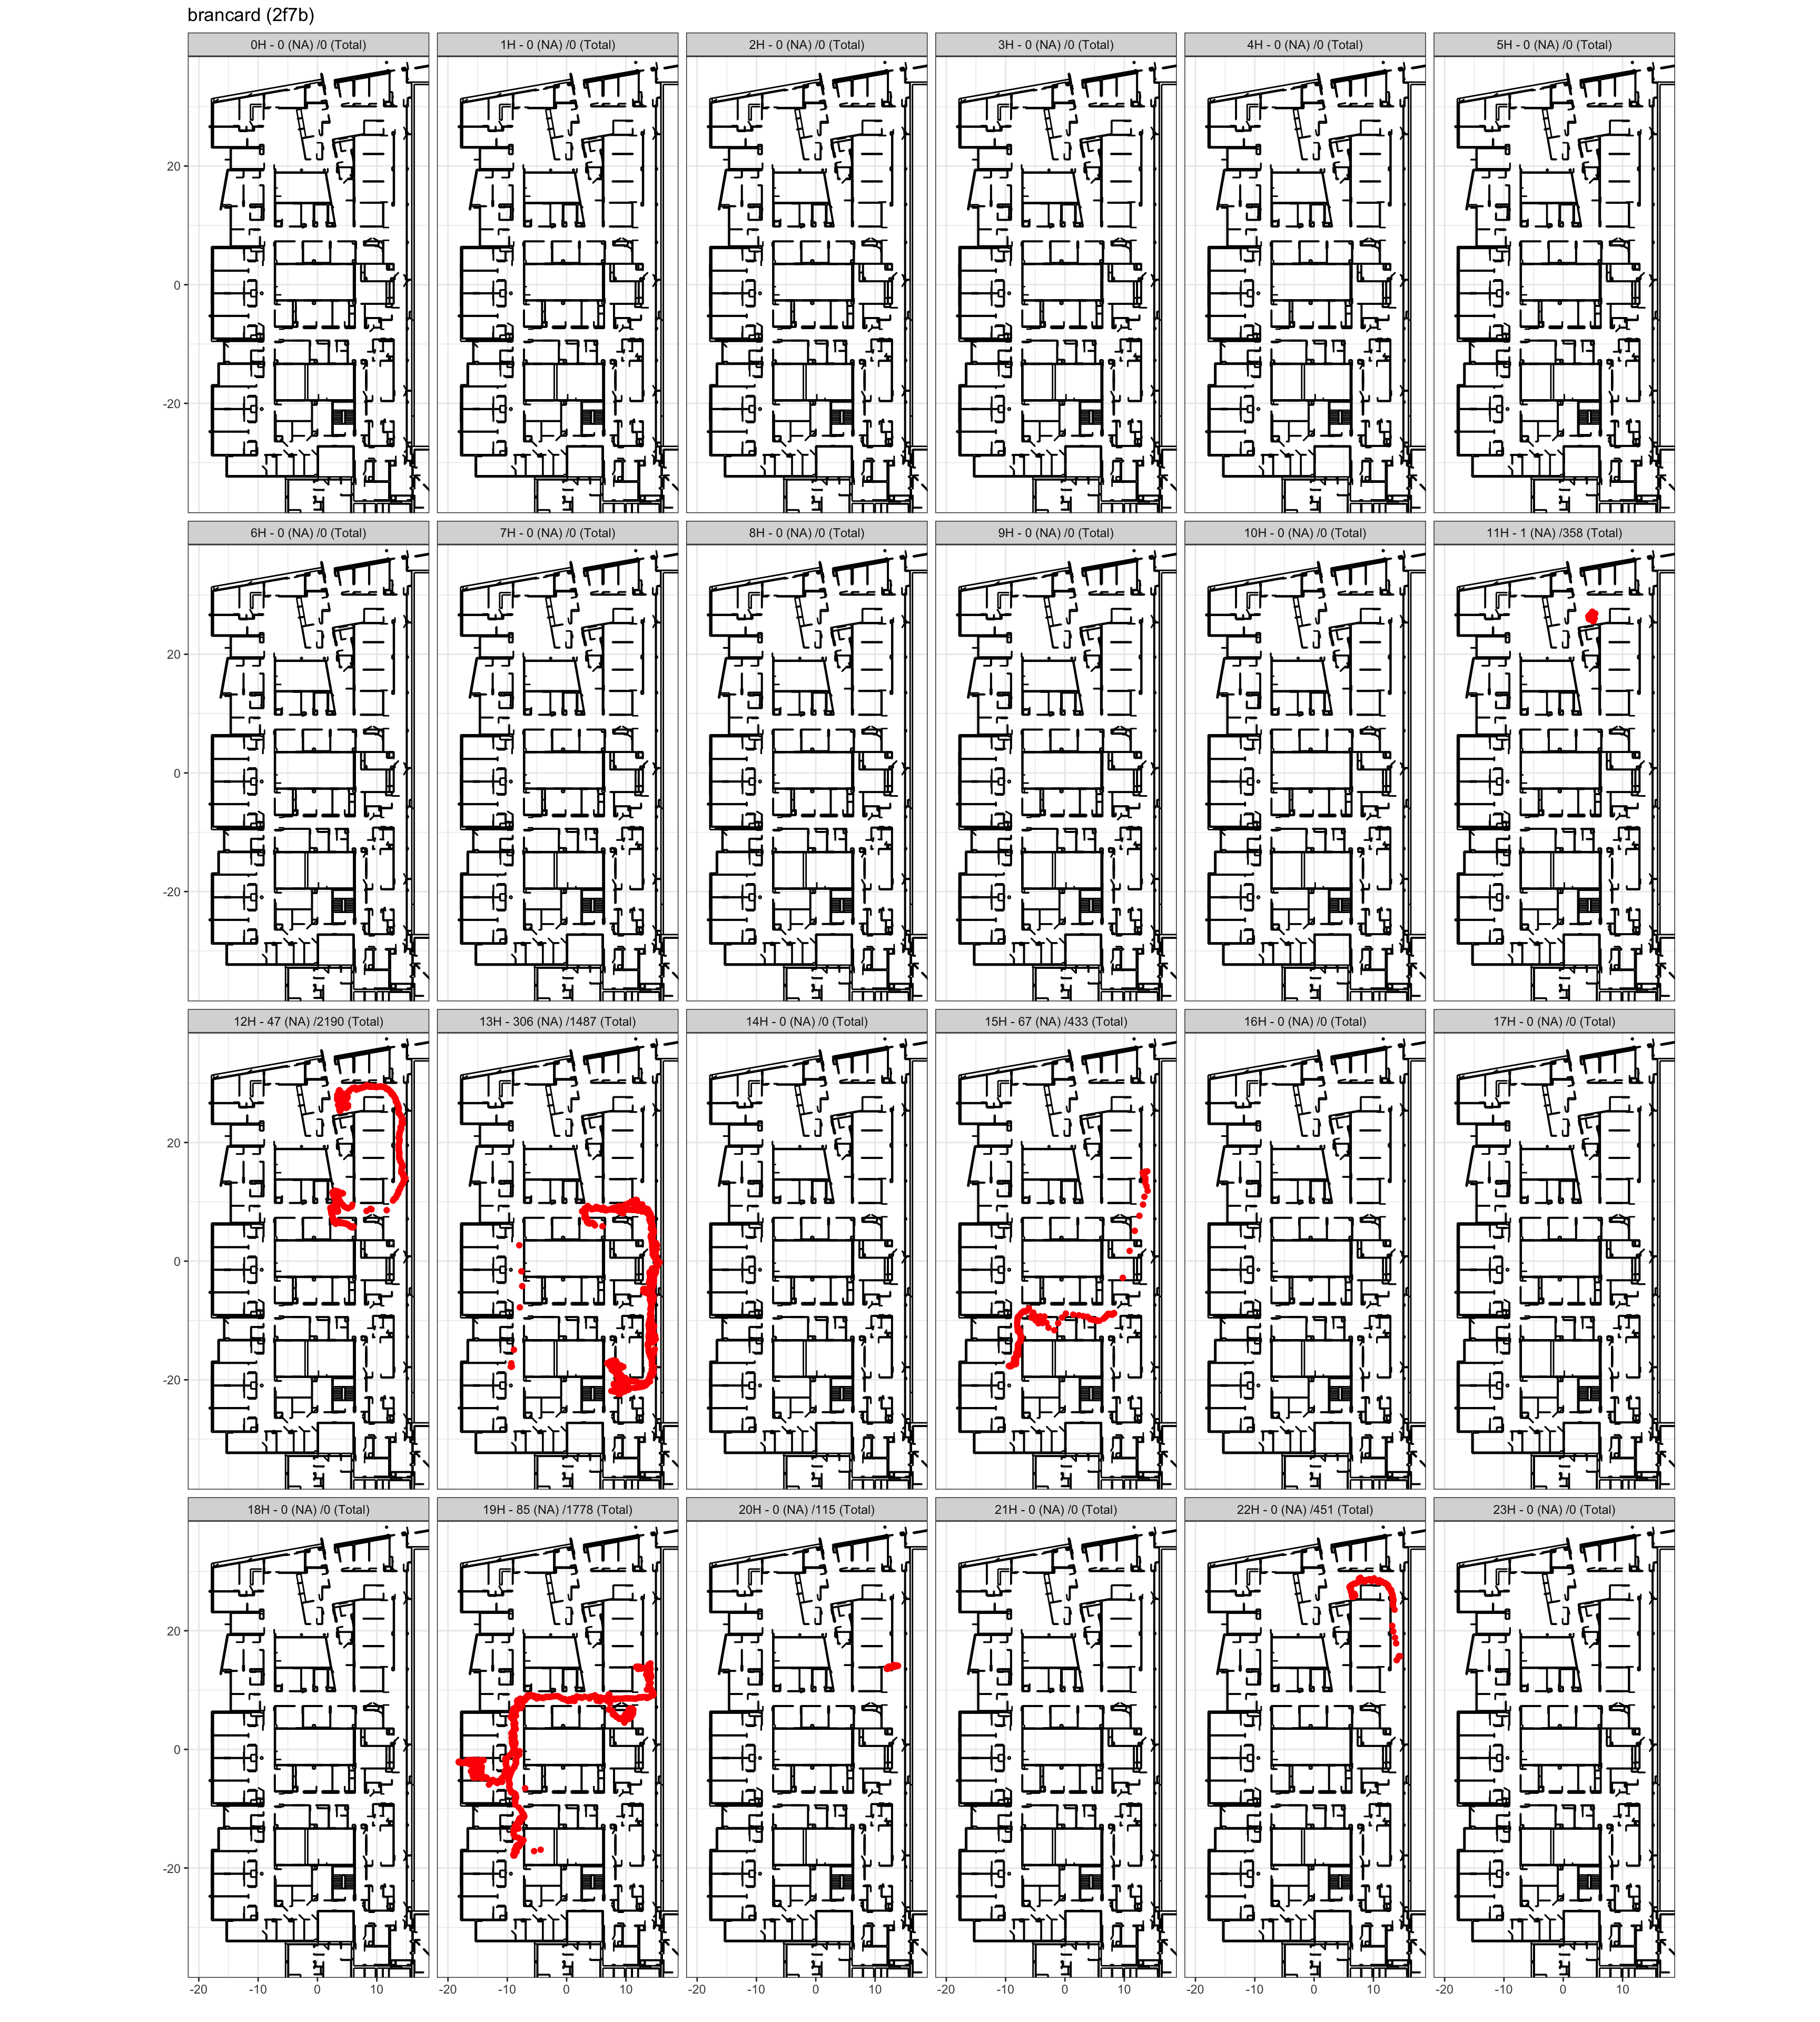 brancard (2f7b)
0H - 0 (NA) /0 (Total) 1H - 0 (NA) /0 (Total) 2H - 0 (NA) /0 (Total) 3H - 0 (NA) /0 (Total) 4H - 0 (NA) /0 (Total) 5H - 0 (NA) /0 (Total)
20
0
-20
6H - 0 (NA) /0 (Total) 7H - 0 (NA) /0 (Total) 8H - 0 (NA) /0 (Total) 9H - 0 (NA) /0 (Total) 10H - 0 (NA) /0 (Total) 11H - 1 (NA) /358 (Total)
20
0
-20
12H - 47 (NA) /2190 (Total) 13H - 306 (NA) /1487 (Total) 14H - 0 (NA) /0 (Total) 15H - 67 (NA) /433 (Total) 16H - 0 (NA) /0 (Total) 17H - 0 (NA) /0 (Total)
20
0
-20
18H - 0 (NA) /0 (Total) 19H - 85 (NA) /1778 (Total) 20H - 0 (NA) /115 (Total) 21H - 0 (NA) /0 (Total) 22H - 0 (NA) /451 (Total) 23H - 0 (NA) /0 (Total)
20
0
-20
-20 -10 0 10 -20 -10 0 10 -20 -10 0 10 -20 -10 0 10 -20 -10 0 10 -20 -10 0 10